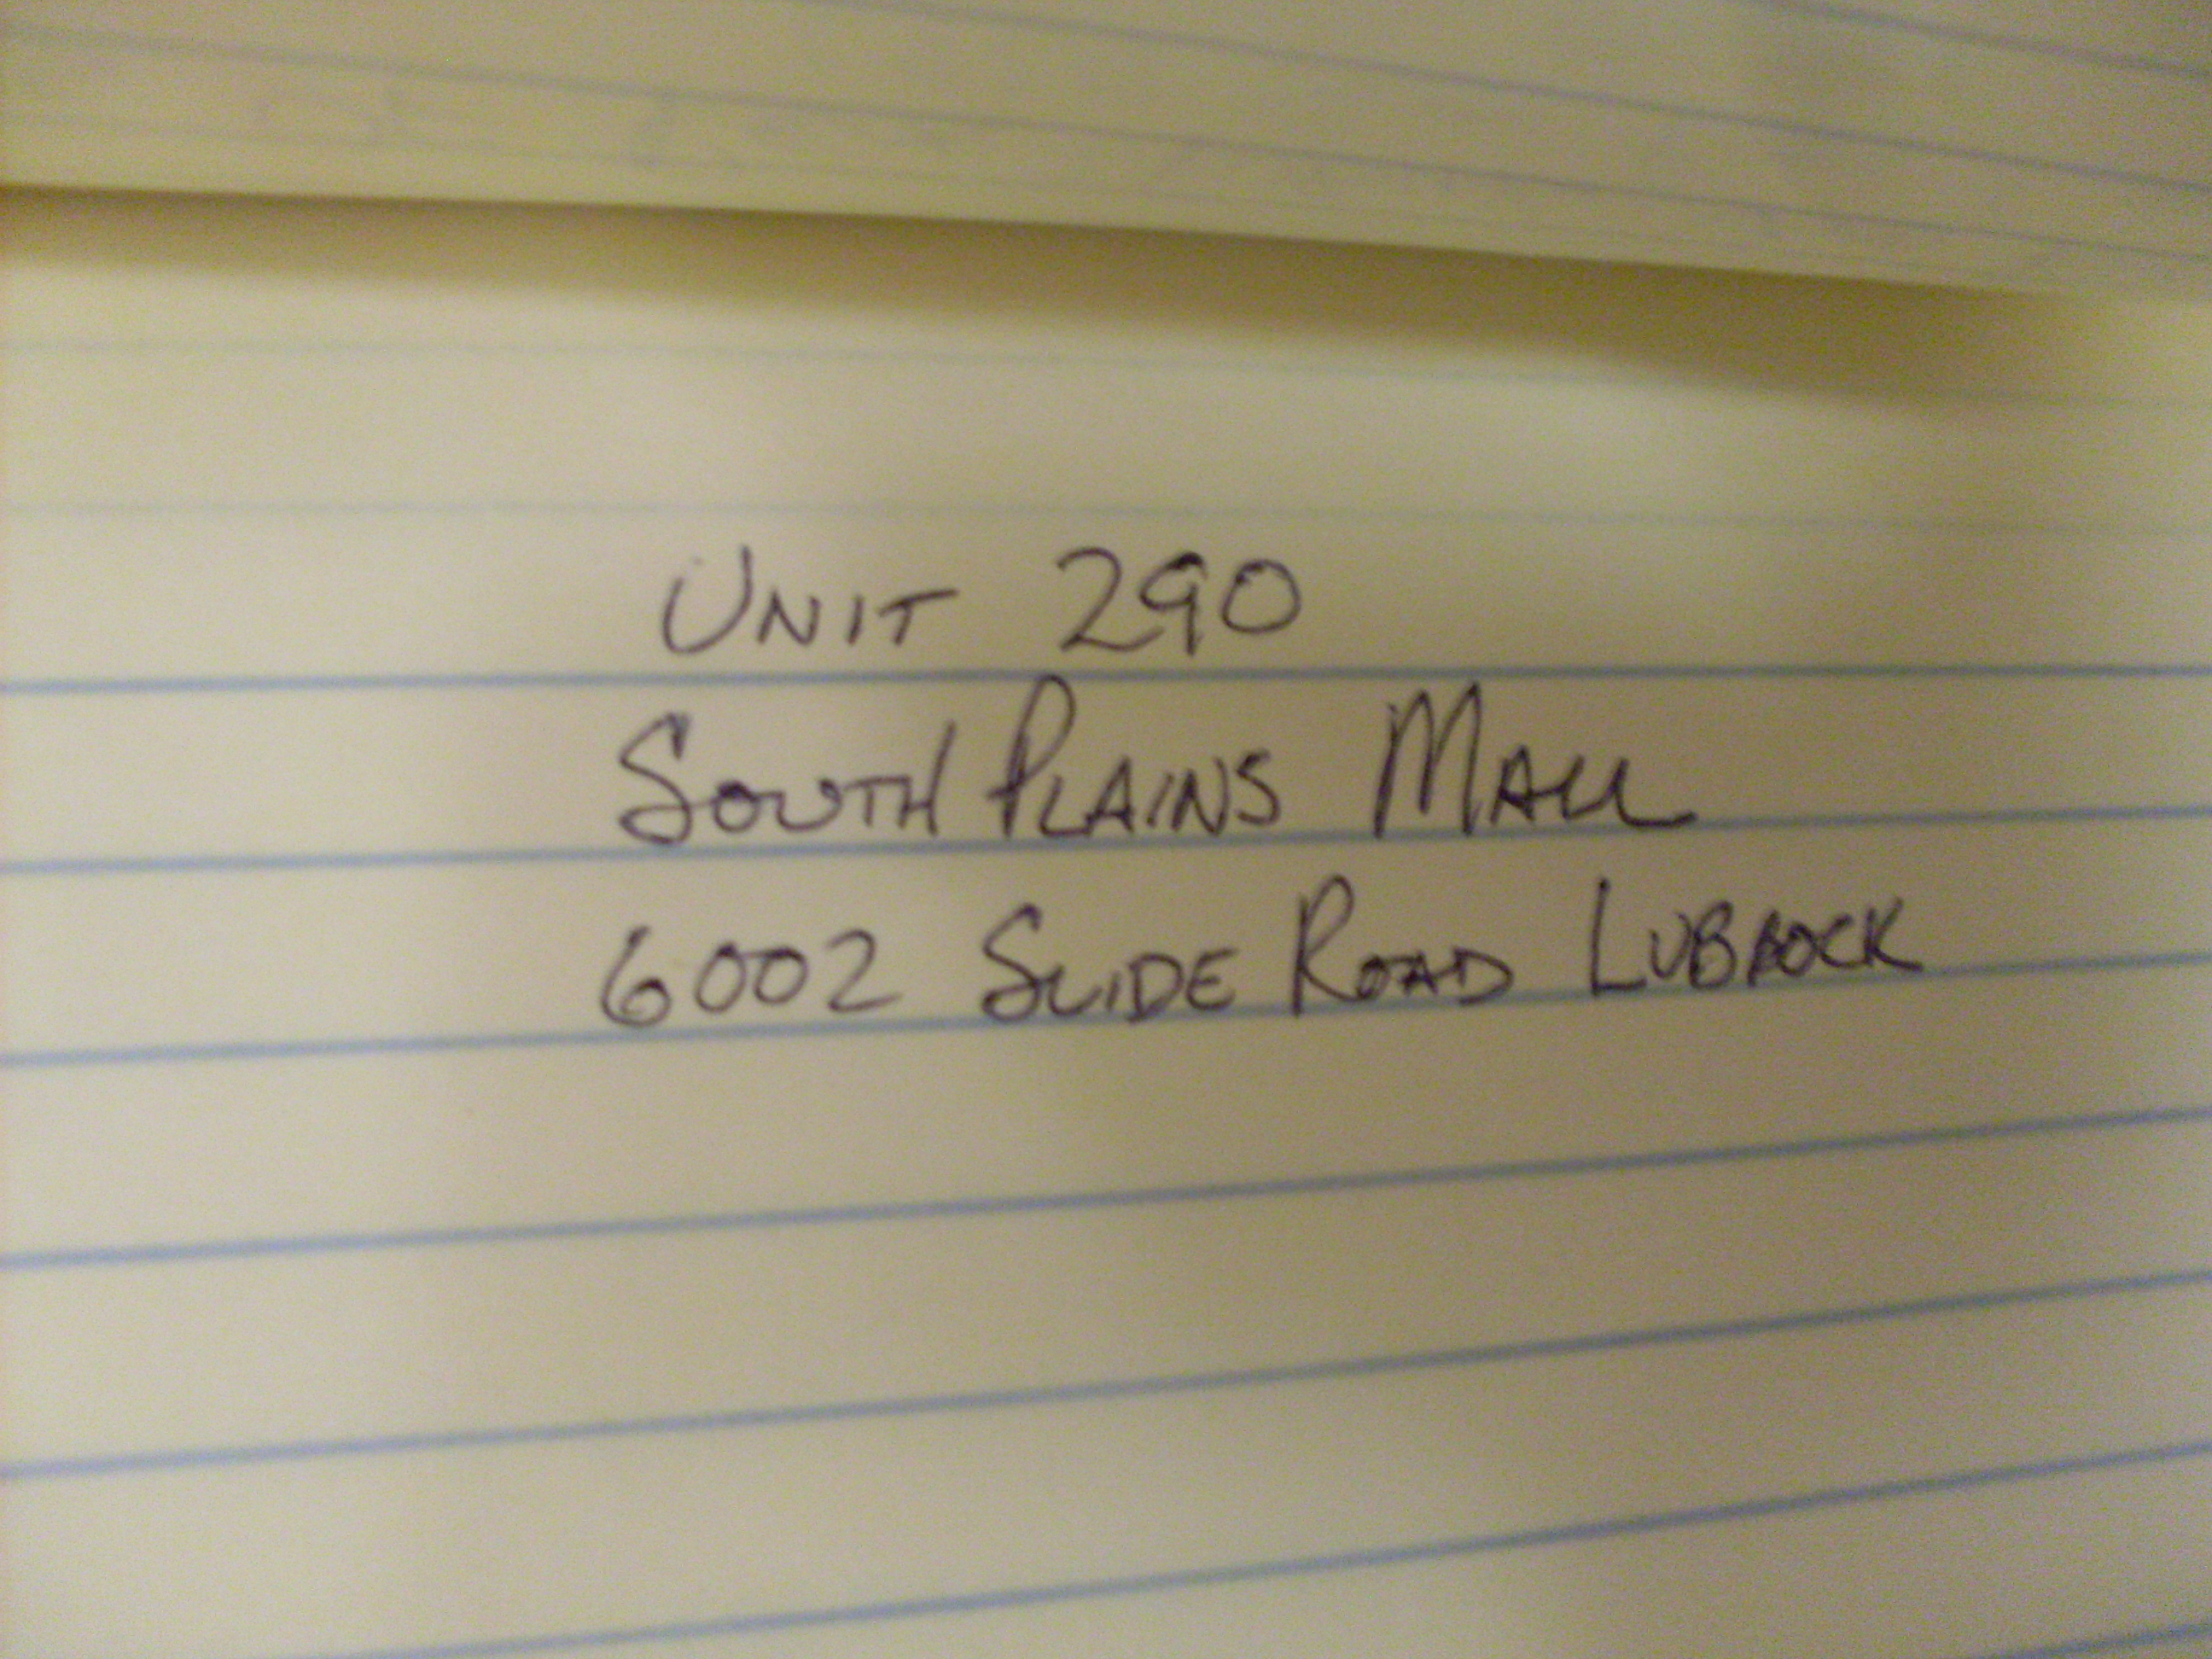 UNIT 290
SOUTH PLAINS MALL
6002 SLIDE ROAD LUBBOCK